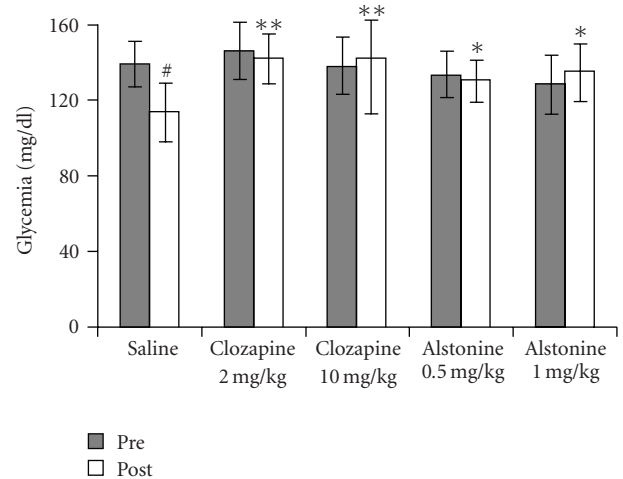 160
120
80
40
0
Glycemia (mg/dl)
#
**
**
*
*
Saline
Clozapine
2 mg/kg
Clozapine
10 mg/kg
Alstonine
0.5 mg/kg
Alstonine
1 mg/kg
Pre
Post